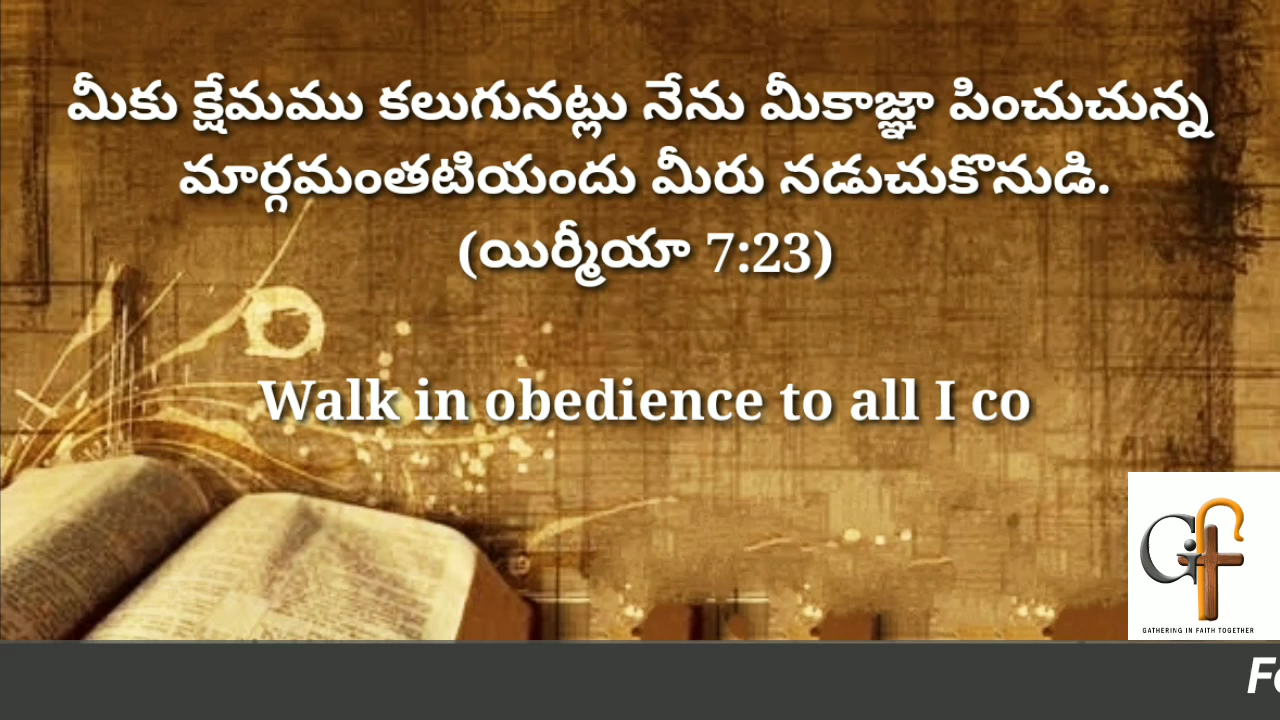 మీకు క్షేమము కలుగునట్లు నేను మీకాజ్ఞా పించుచున్న
మార్గమంతటియందు మీరు నడుచుకొనుడి.
(యిర్మీయా 7:23)
Walk in obedience to all I co
GATHERING IN FAITH TOGETHER